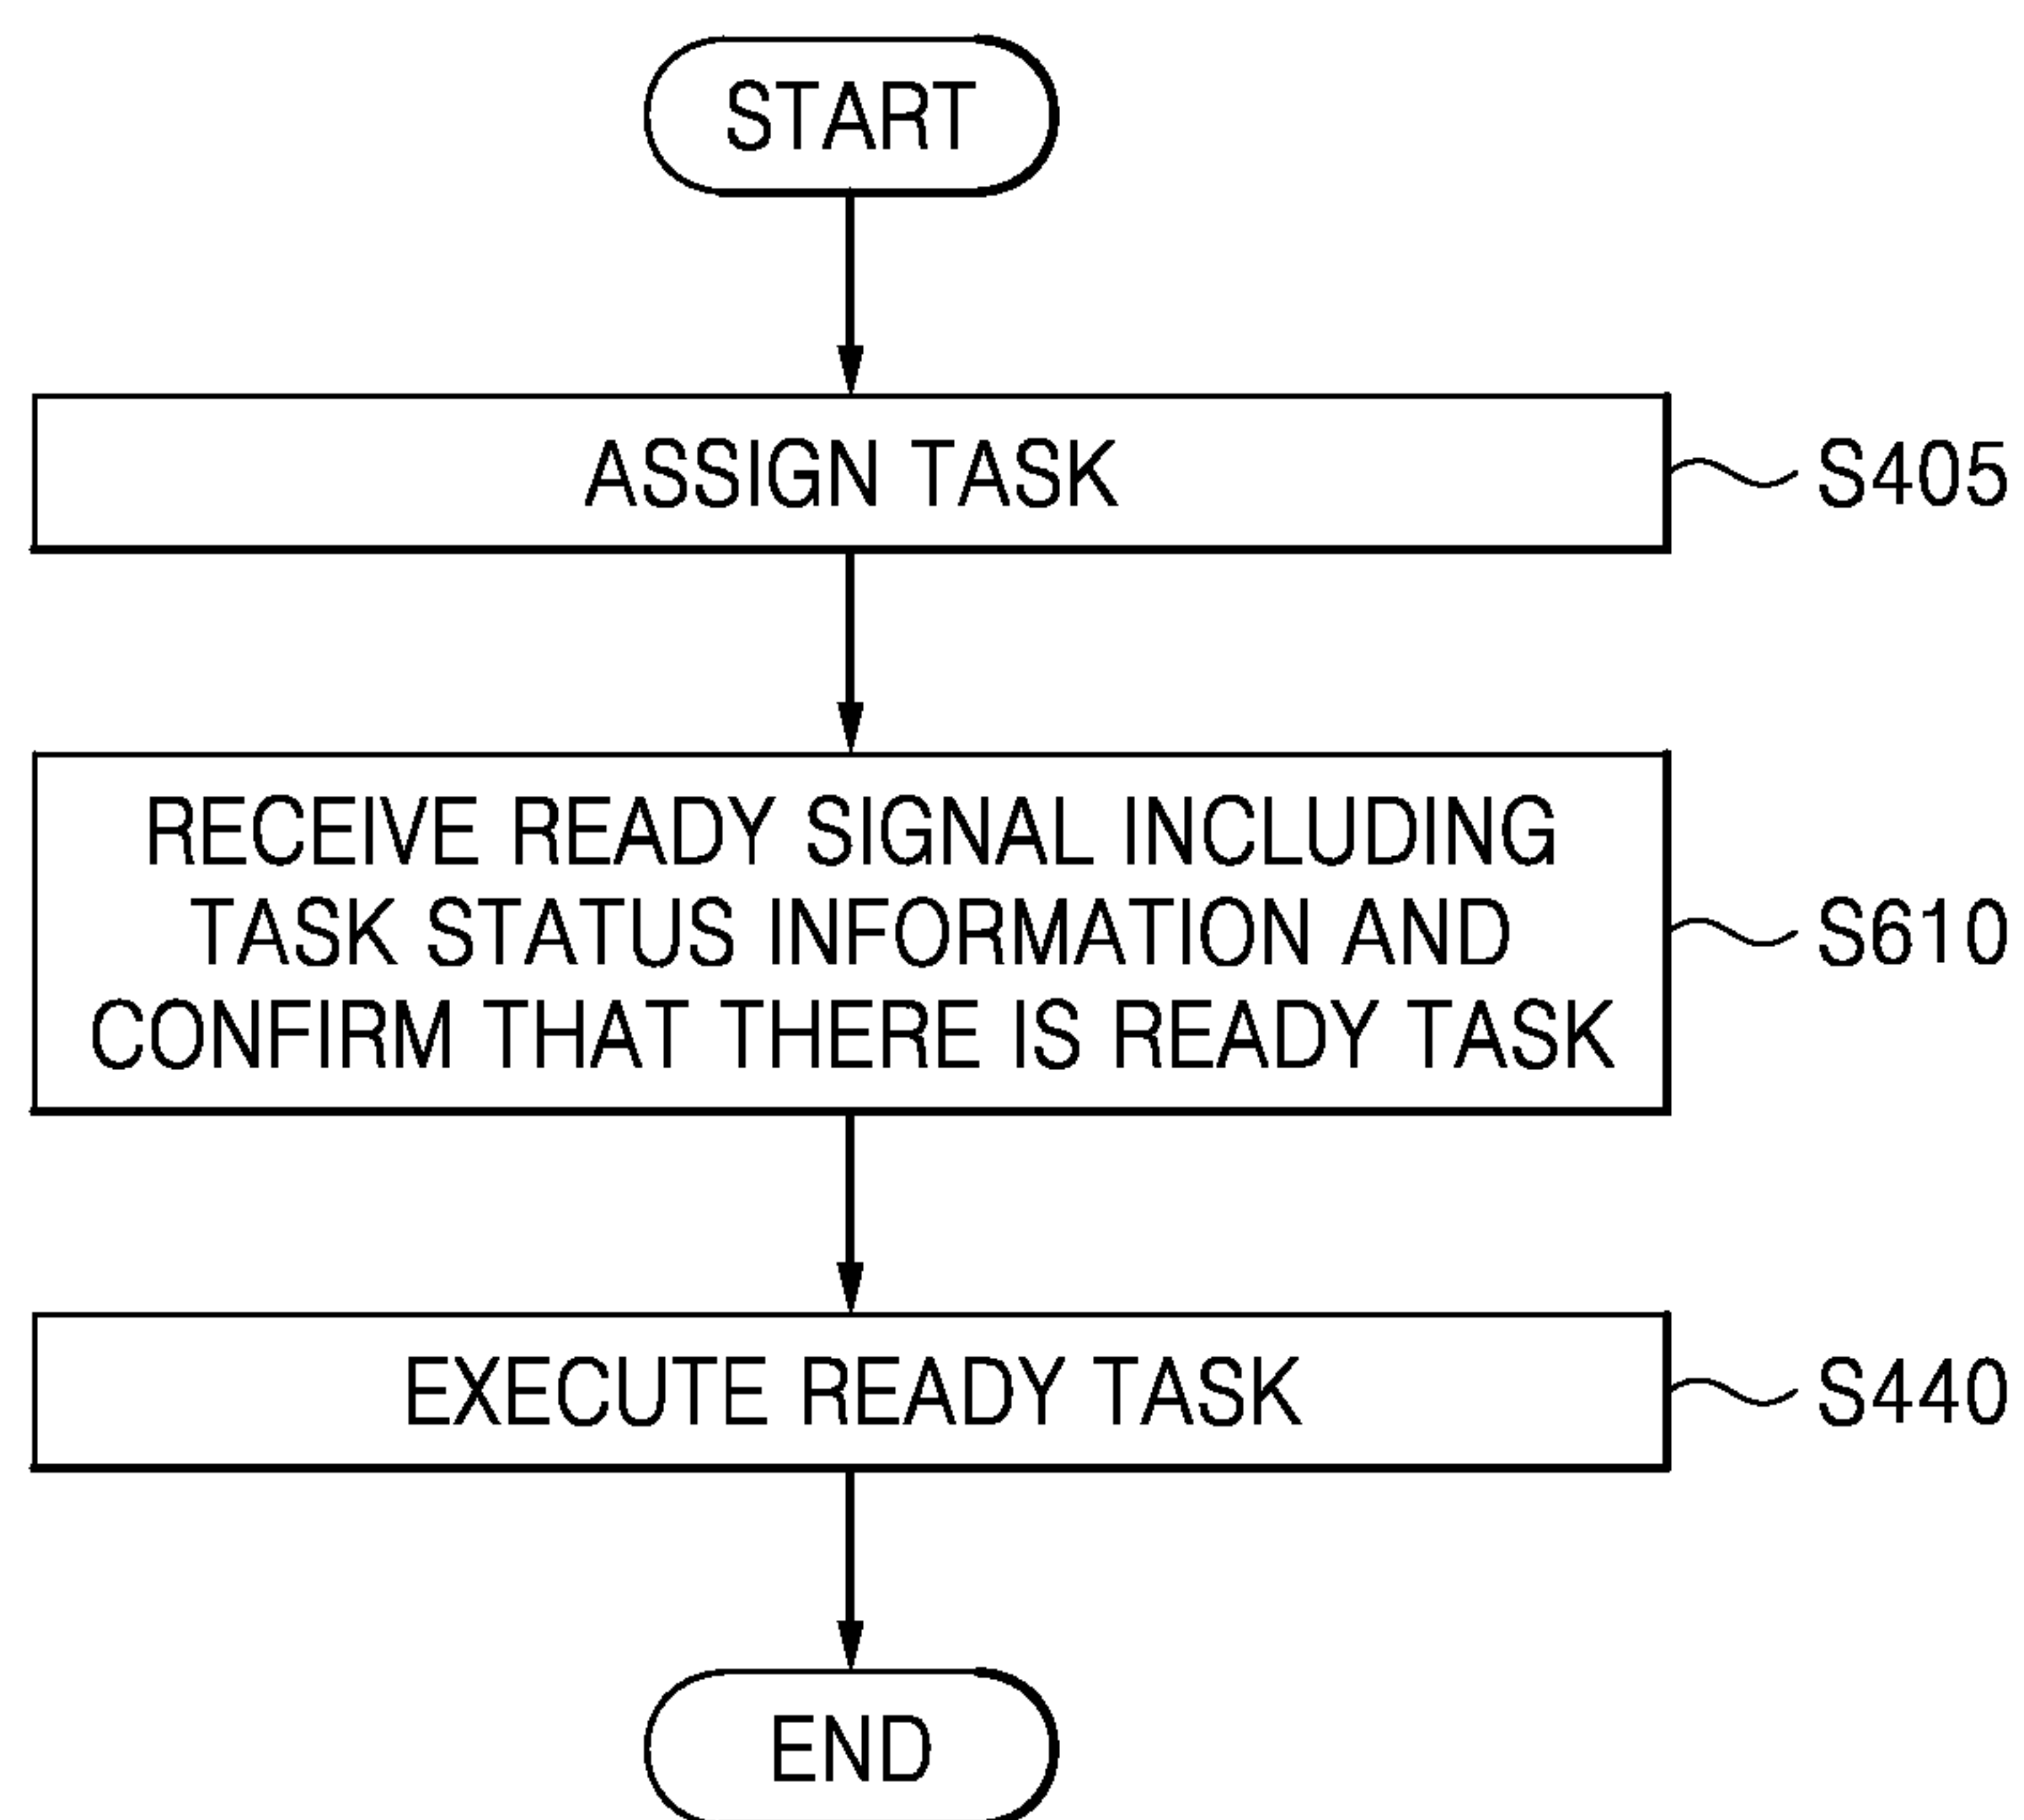 START
ASSIGN TASK
S405
RECEIVE READY SIGNAL INCLUDING
TASK STATUS INFORMATION AND
CONFIRM THAT THERE IS READY TASK
S610
EXECUTE READY TASK
S440
END